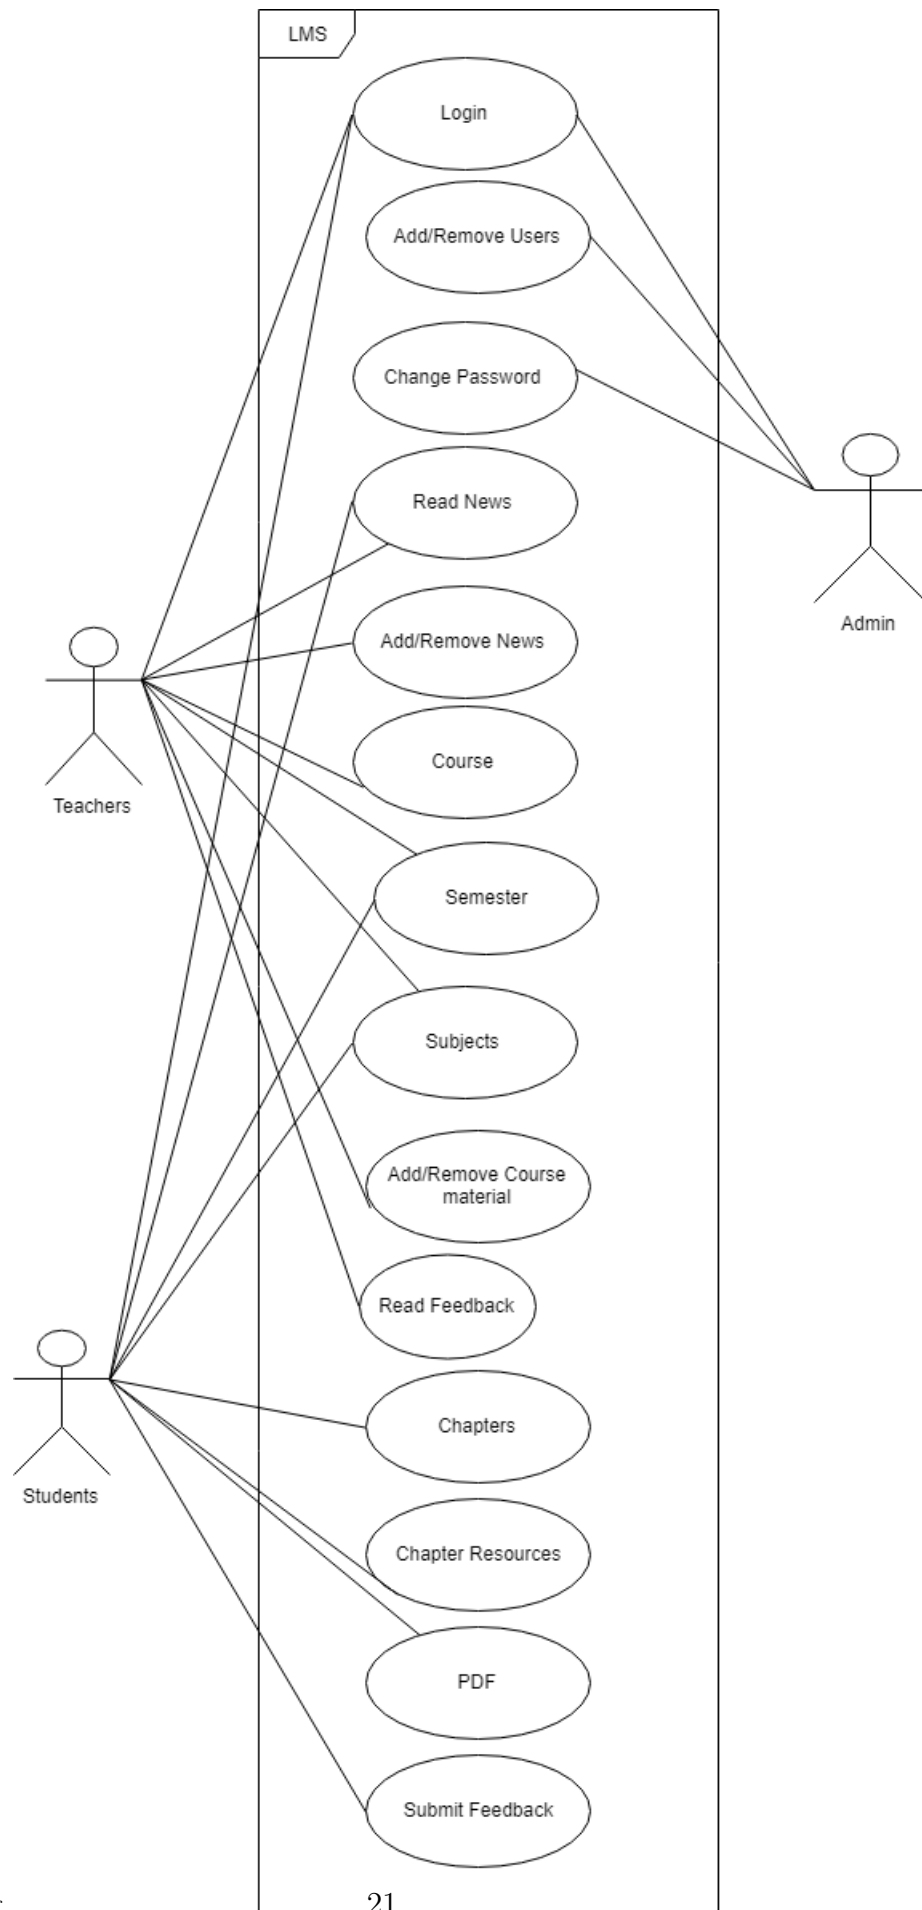 LMS
Login
Add/Remove Users
Change Password
Read News
Admin
Add/Remove News
Course
Teachers
Semester
Subjects
Add/Remove Course
material
Read Feedback
Chapters
Students
Chapter Resources
PDF
Submit Feedback
21